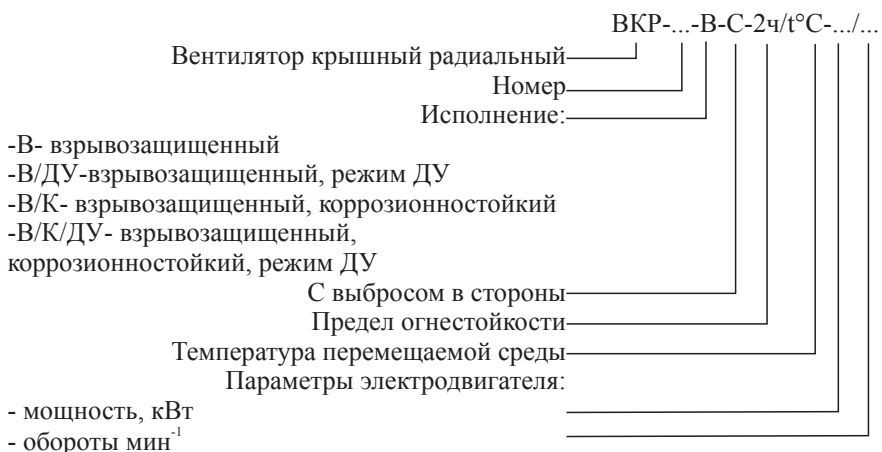 ВКР-...-В-С-2ч/t°С-.../...
Вентилятор крышный радиальный
Номер
Исполнение:
-В- взрывозащищенный
-В/ДУ-взрывозащищенный, режим ДУ
-В/К- взрывозащищенный, коррозионностойкий
-В/К/ДУ- взрывозащищенный,
коррозионностойкий, режим ДУ
С выбросом в стороны
Предел огнестойкости
Температура перемещаемой среды
Параметры электродвигателя:
- мощность, кВт
- обороты мин⁻¹